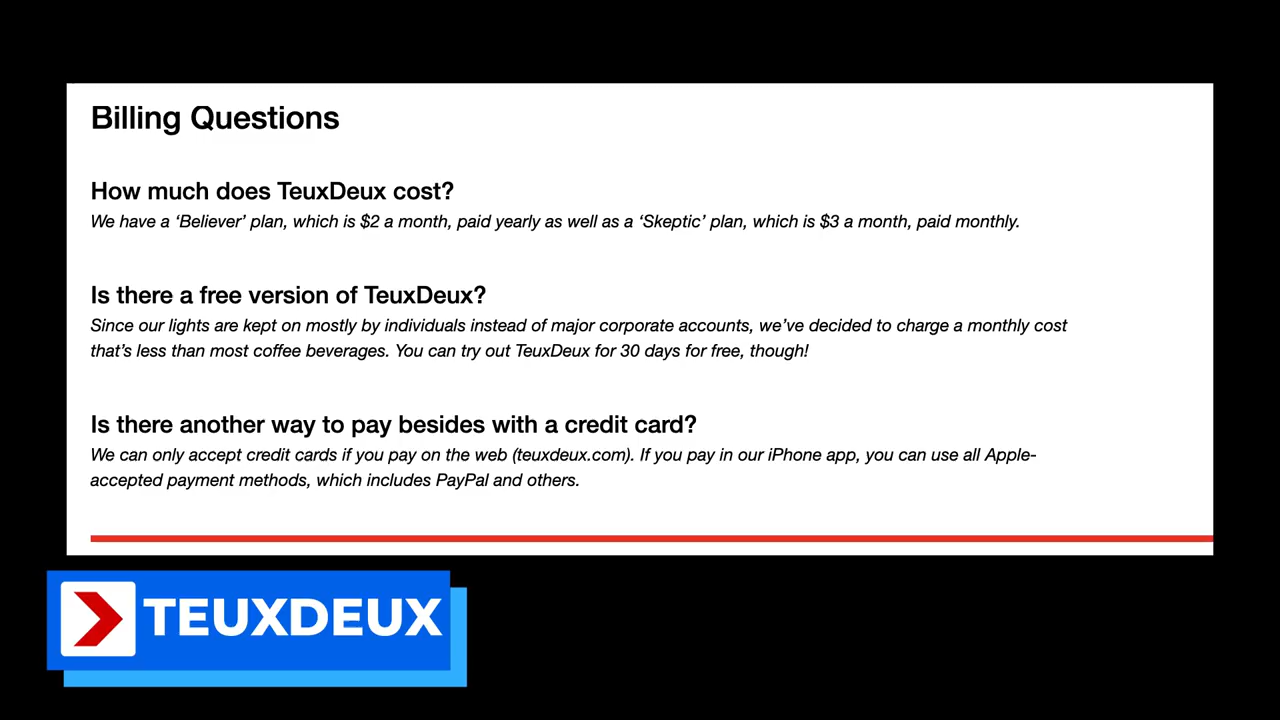 Billing Questions
How much does TeuxDeux cost?
We have a ‘Believer’ plan, which is $2 a month, paid yearly as well as a ‘Skeptic’ plan, which is $3 a month, paid monthly.
Is there a free version of TeuxDeux?
Since our lights are kept on mostly by individuals instead of major corporate accounts, we’ve decided to charge a monthly cost
that’s less than most coffee beverages. You can try out TeuxDeux for 30 days for free, though!
Is there another way to pay besides with a credit card?
We can only accept credit cards if you pay on the web (teuxdeux.com). If you pay in our iPhone app, you can use all Apple-
accepted payment methods, which includes PayPal and others.
TEUXDEUX